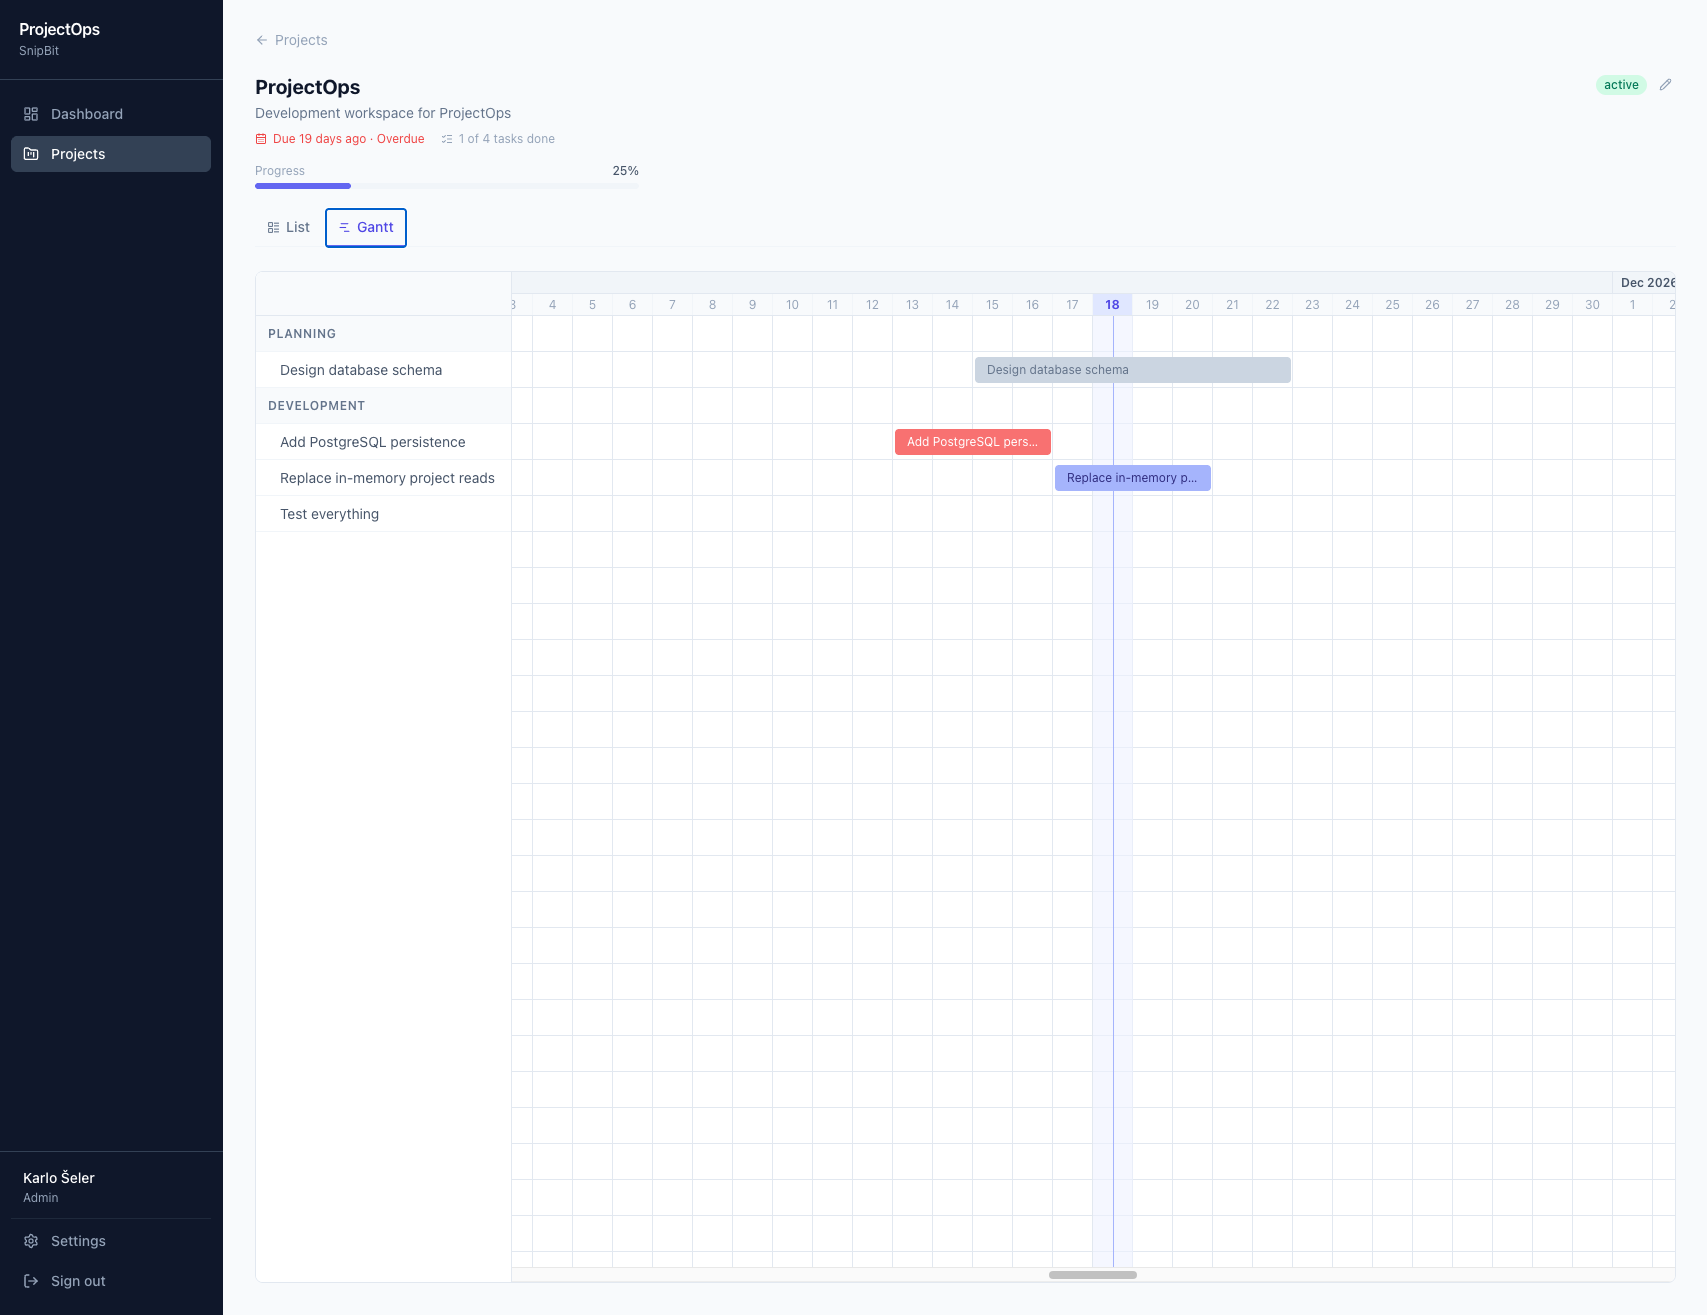 ProjectOps
SnipBit
Dashboard
Projects
Karlo Šeler
Admin
Settings
Sign out
Projects
ProjectOps
active
Development workspace for ProjectOps
Due 19 days ago · Overdue
1 of 4 tasks done
Progress
25%
List
Gantt
Dec 2026
3 4 5 6 7 8 9 10 11 12 13 14 15 16 17 18 19 20 21 22 23 24 25 26 27 28 29 30 1 2
PLANNING
Design database schema
Design database schema
DEVELOPMENT
Add PostgreSQL persistence
Add PostgreSQL pers...
Replace in-memory project reads
Replace in-memory p...
Test everything